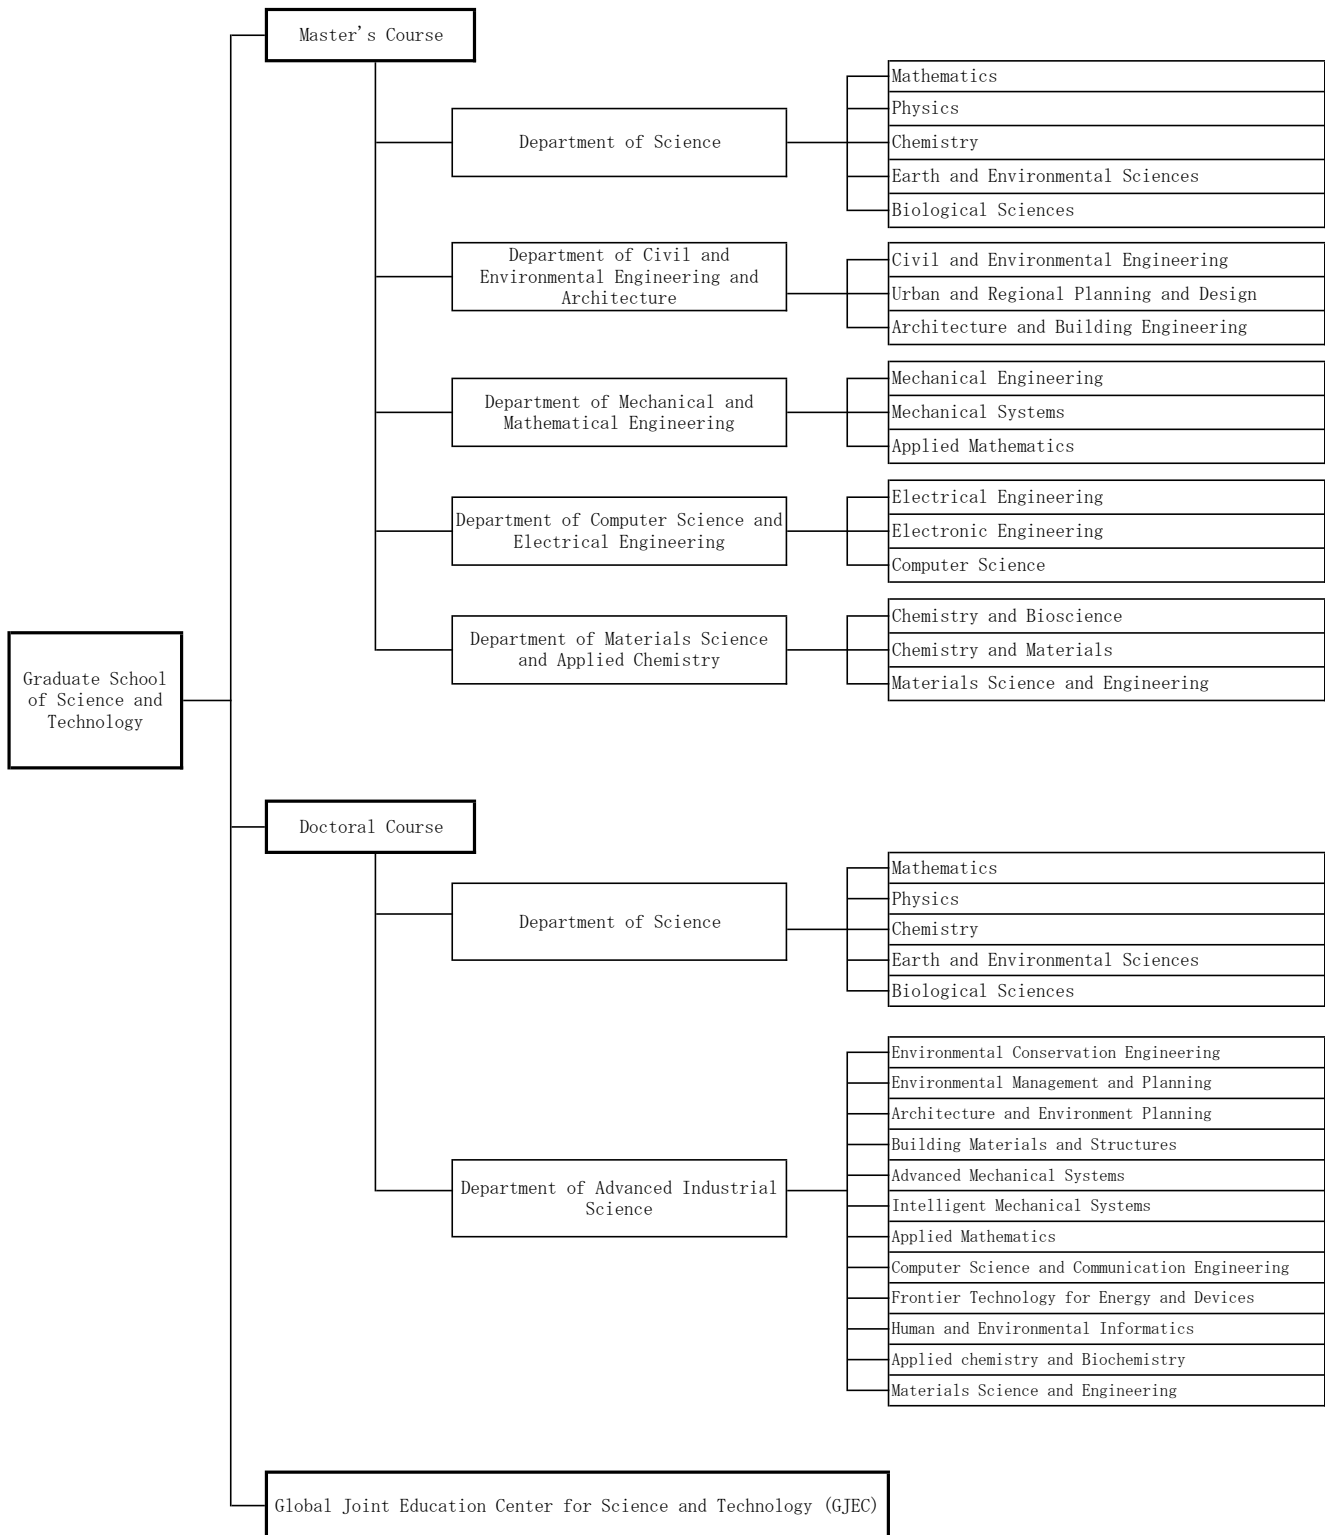 Master's Course
Mathematics
Physics
Department of Science
Chemistry
Earth and Environmental Sciences
Biological Sciences
Department of Civil and
Environmental Engineering and
Architecture
Civil and Environmental Engineering
Urban and Regional Planning and Design
Architecture and Building Engineering
Department of Mechanical and
Mathematical Engineering
Mechanical Engineering
Mechanical Systems
Applied Mathematics
Department of Computer Science and
Electrical Engineering
Electrical Engineering
Electronic Engineering
Computer Science
Department of Materials Science
and Applied Chemistry
Chemistry and Bioscience
Chemistry and Materials
Materials Science and Engineering
Graduate School
of Science and
Technology
Doctoral Course
Department of Science
Mathematics
Physics
Chemistry
Earth and Environmental Sciences
Biological Sciences
Department of Advanced Industrial
Science
Environmental Conservation Engineering
Environmental Management and Planning
Architecture and Environment Planning
Building Materials and Structures
Advanced Mechanical Systems
Intelligent Mechanical Systems
Applied Mathematics
Computer Science and Communication Engineering
Frontier Technology for Energy and Devices
Human and Environmental Informatics
Applied chemistry and Biochemistry
Materials Science and Engineering
Global Joint Education Center for Science and Technology (GJEC)